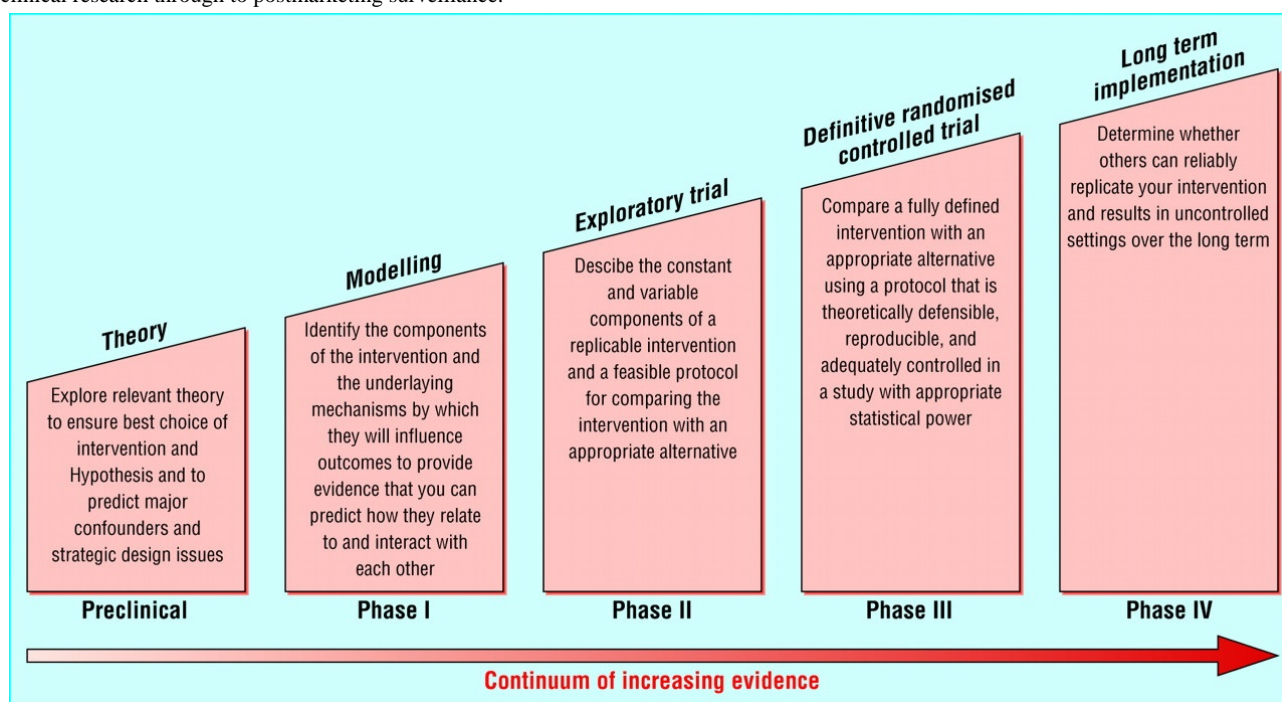 clinical research through to postmarketing surveillance.
Theory
Explore relevant theory
to ensure best choice of
intervention and
Hypothesis and to
predict major
confounders and
strategic design issues
Preclinical
Modelling
Identify the components
of the intervention and
the underlaying
mechanisms by which
they will influence
outcomes to provide
evidence that you can
predict how they relate
to and interact with
each other
Phase I
Exploratory trial
Descibe the constant
and variable
components of a
replicable intervention
and a feasible protocol
for comparing the
intervention with an
appropriate alternative
Phase II
Definitive randomised
controlled trial
Compare a fully defined
intervention with an
appropriate alternative
using a protocol that is
theoretically defensible,
reproducible, and
adequately controlled in
a study with appropriate
statistical power
Phase III
Long term
implementation
Determine whether
others can reliably
replicate your intervention
and results in uncontrolled
settings over the long term
Phase IV
Continuum of increasing evidence